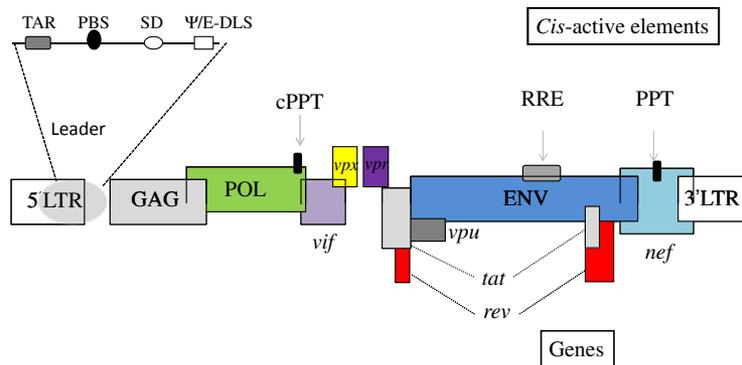 TAR PBS SD Ψ/E-DLS
Cis-active elements
cPPT
RRE
PPT
Leader
vpx
vpr
5'LTR
GAG
POL
ENV
3'LTR
vif
vpu
nef
tat
rev
Genes